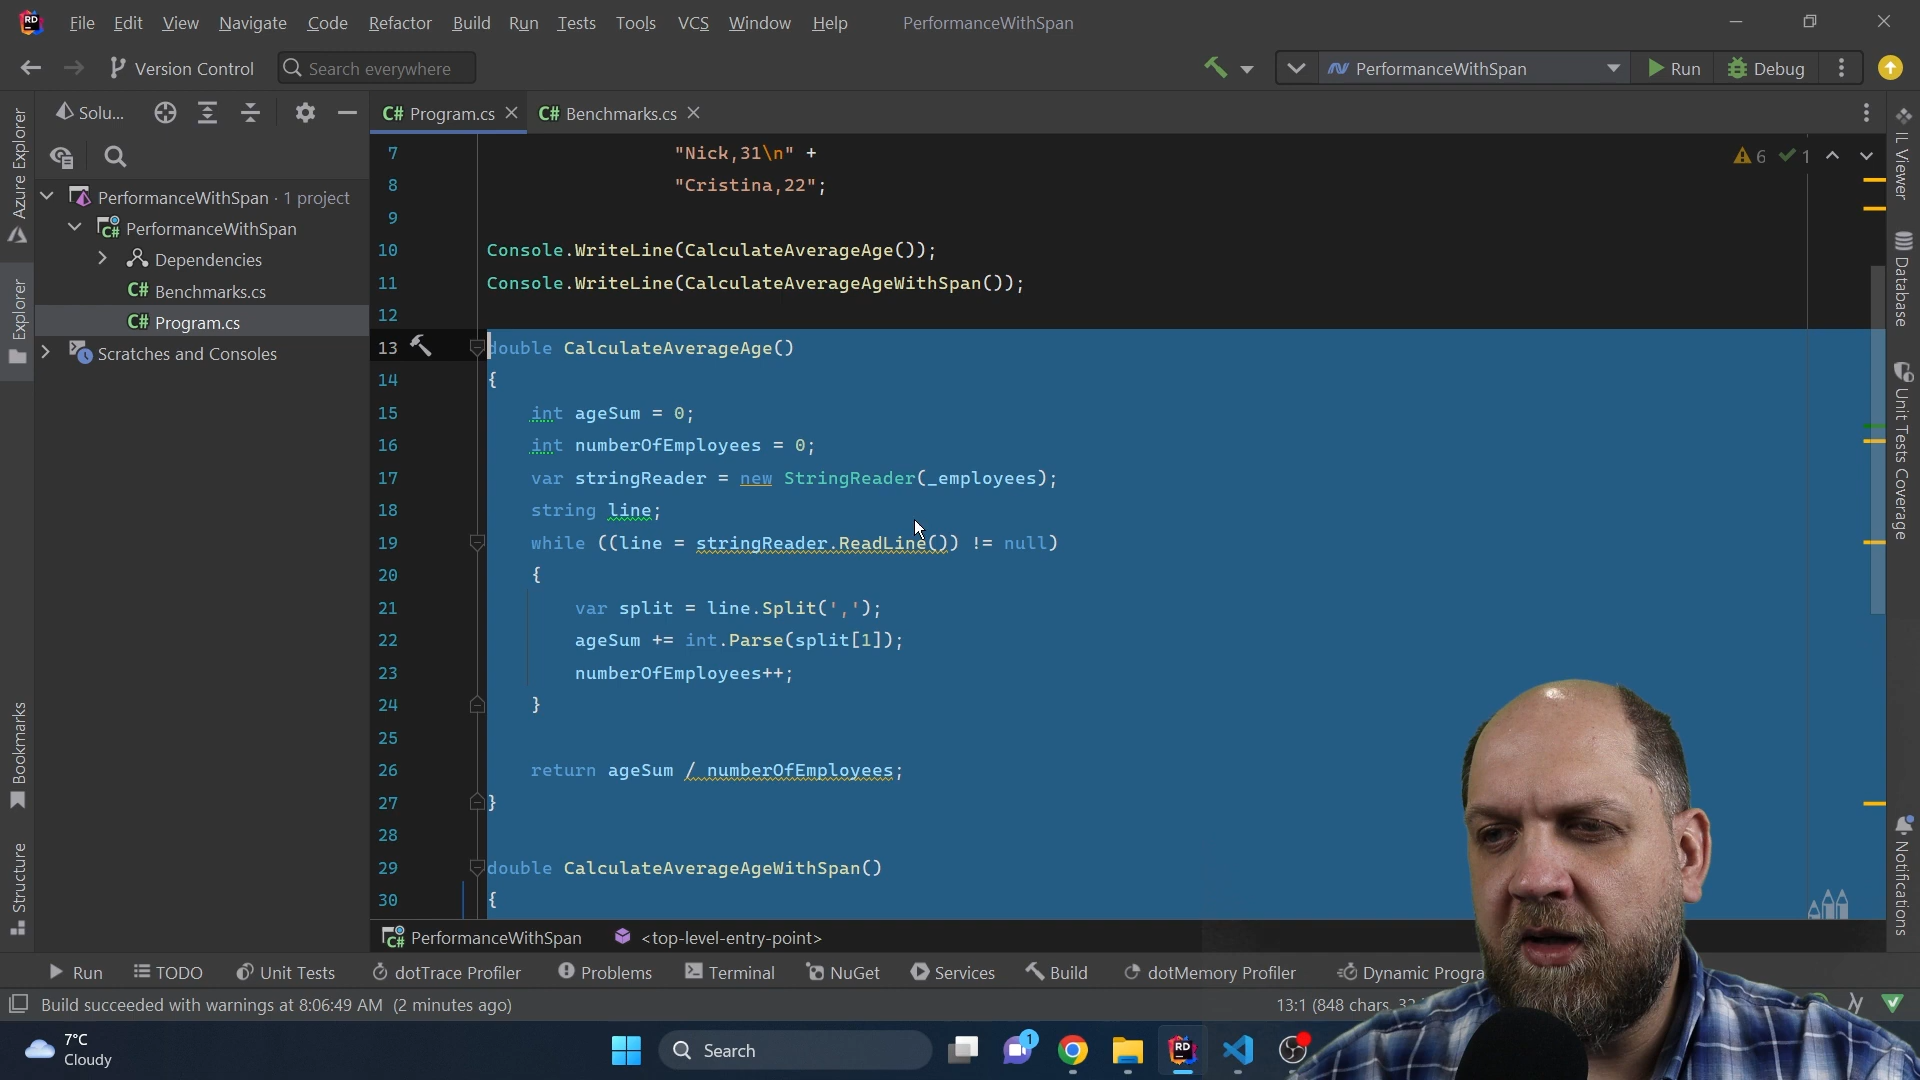 RD File Edit View Navigate Code Refactor Build Run Tests Tools VCS Window Help PerformanceWithSpan
Version Control Search everywhere PerformanceWithSpan Run Debug
Solu... C# Program.cs C# Benchmarks.cs
Azure Explorer
Explorer
Bookmarks
Structure
PerformanceWithSpan · 1 project
C# PerformanceWithSpan
Dependencies
C# Benchmarks.cs
C# Program.cs
Scratches and Consoles
6 1
7 "Nick,31\n" +
8 "Cristina,22";
9
10 Console.WriteLine(CalculateAverageAge());
11 Console.WriteLine(CalculateAverageAgeWithSpan());
12
13 double CalculateAverageAge()
14 {
15 int ageSum = 0;
16 int numberOfEmployees = 0;
17 var stringReader = new StringReader(_employees);
18 string line;
19 while ((line = stringReader.ReadLine()) != null)
20 {
21 var split = line.Split(',');
22 ageSum += int.Parse(split[1]);
23 numberOfEmployees++;
24 }
25
26 return ageSum / numberOfEmployees;
27 }
28
29 double CalculateAverageAgeWithSpan()
30 {
IL Viewer
Database
Unit Tests Coverage
Notifications
C# PerformanceWithSpan <top-level-entry-point>
Run TODO Unit Tests dotTrace Profiler Problems Terminal NuGet Services Build dotMemory Profiler Dynamic Progra
Build succeeded with warnings at 8:06:49 AM (2 minutes ago) 13:1 (848 chars,
7°C
Cloudy
Search
1
RD